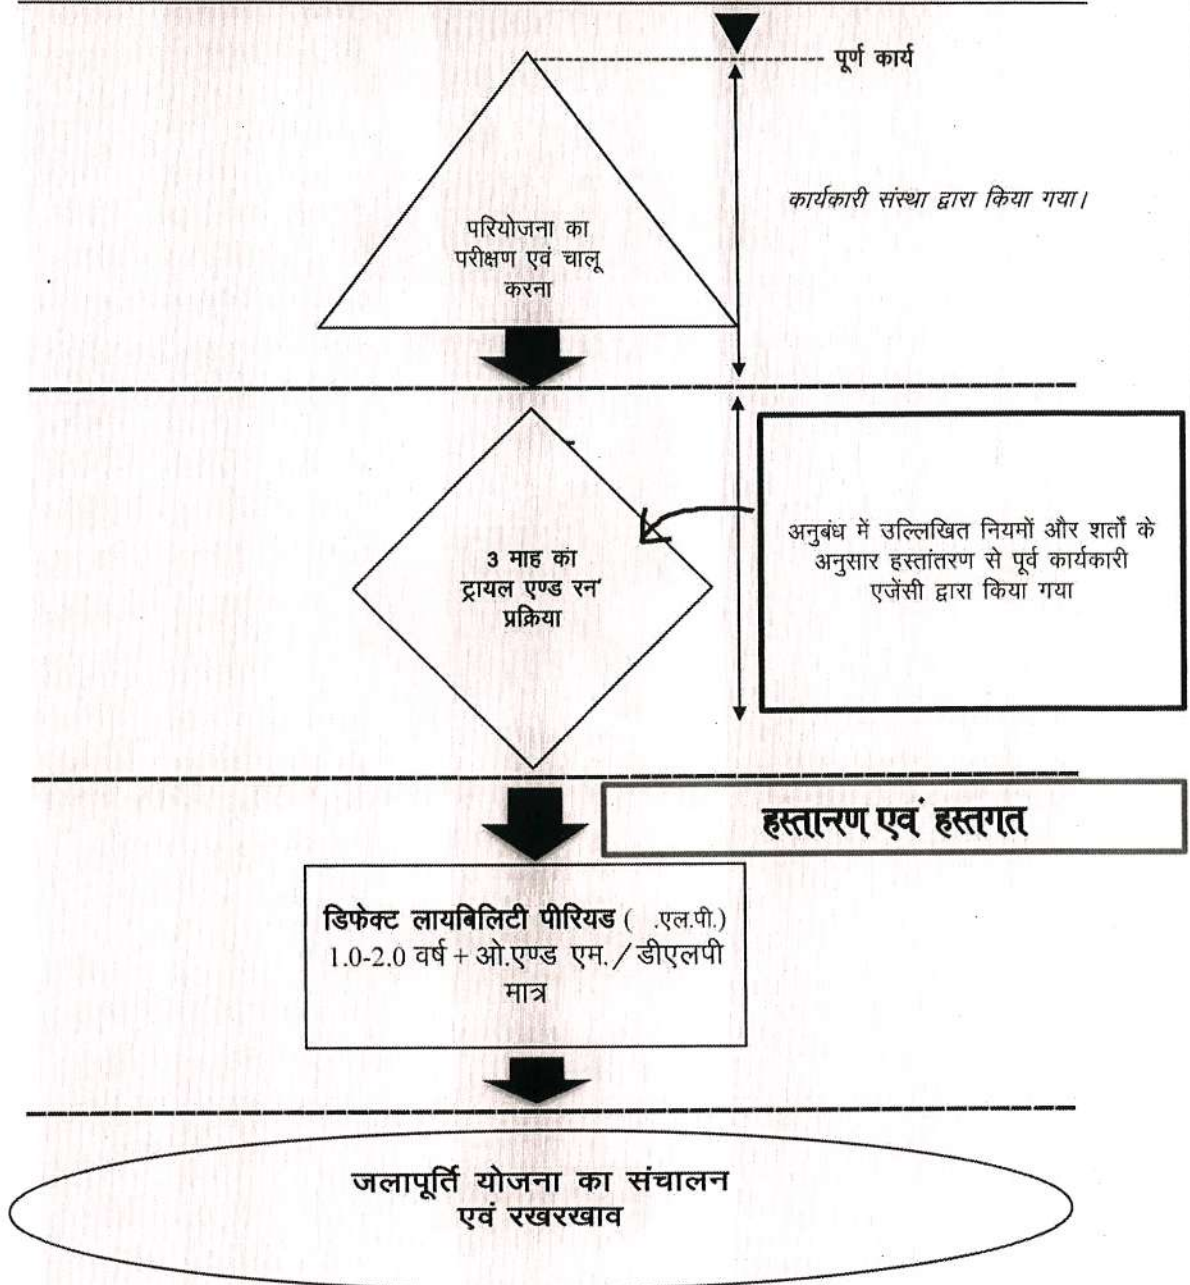 पूर्ण कार्य
कार्यकारी संस्था द्वारा किया गया।
परियोजना का
परीक्षण एवं चालू
करना
3 माह का
ट्रायल एण्ड रन
प्रक्रिया
अनुबंध में उल्लिखित नियमों और शर्तों के
अनुसार हस्तांतरण से पूर्व कार्यकारी
एजेंसी द्वारा किया गया
हस्तानरण एवं हस्तगत
डिफेक्ट लायबिलिटी पीरियड ( .एल.पी.)
1.0-2.0 वर्ष + ओ.एण्ड एम. / डीएलपी
मात्र
जलापूर्ति योजना का संचालन
एवं रखरखाव